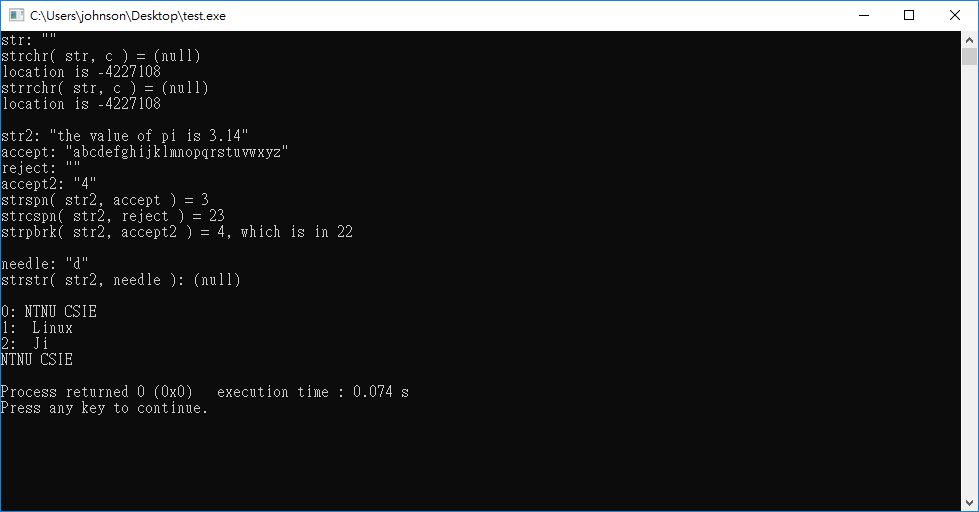 C:\Users\johnson\Desktop\test.exe
str: ""
strchr( str, c ) = (null)
location is -4227108
strrchr( str, c ) = (null)
location is -4227108
str2: "the value of pi is 3.14"
accept: "abcdefghijklmnopqrstuvwxyz"
reject: ""
accept2: "4"
strspn( str2, accept ) = 3
strcspn( str2, reject ) = 23
strpbrk( str2, accept2 ) = 4, which is in 22
needle: "d"
strstr( str2, needle ): (null)
0: NTNU CSIE
1:  Linux
2:  Ji
NTNU CSIE
Process returned 0 (0x0)   execution time : 0.074 s
Press any key to continue.